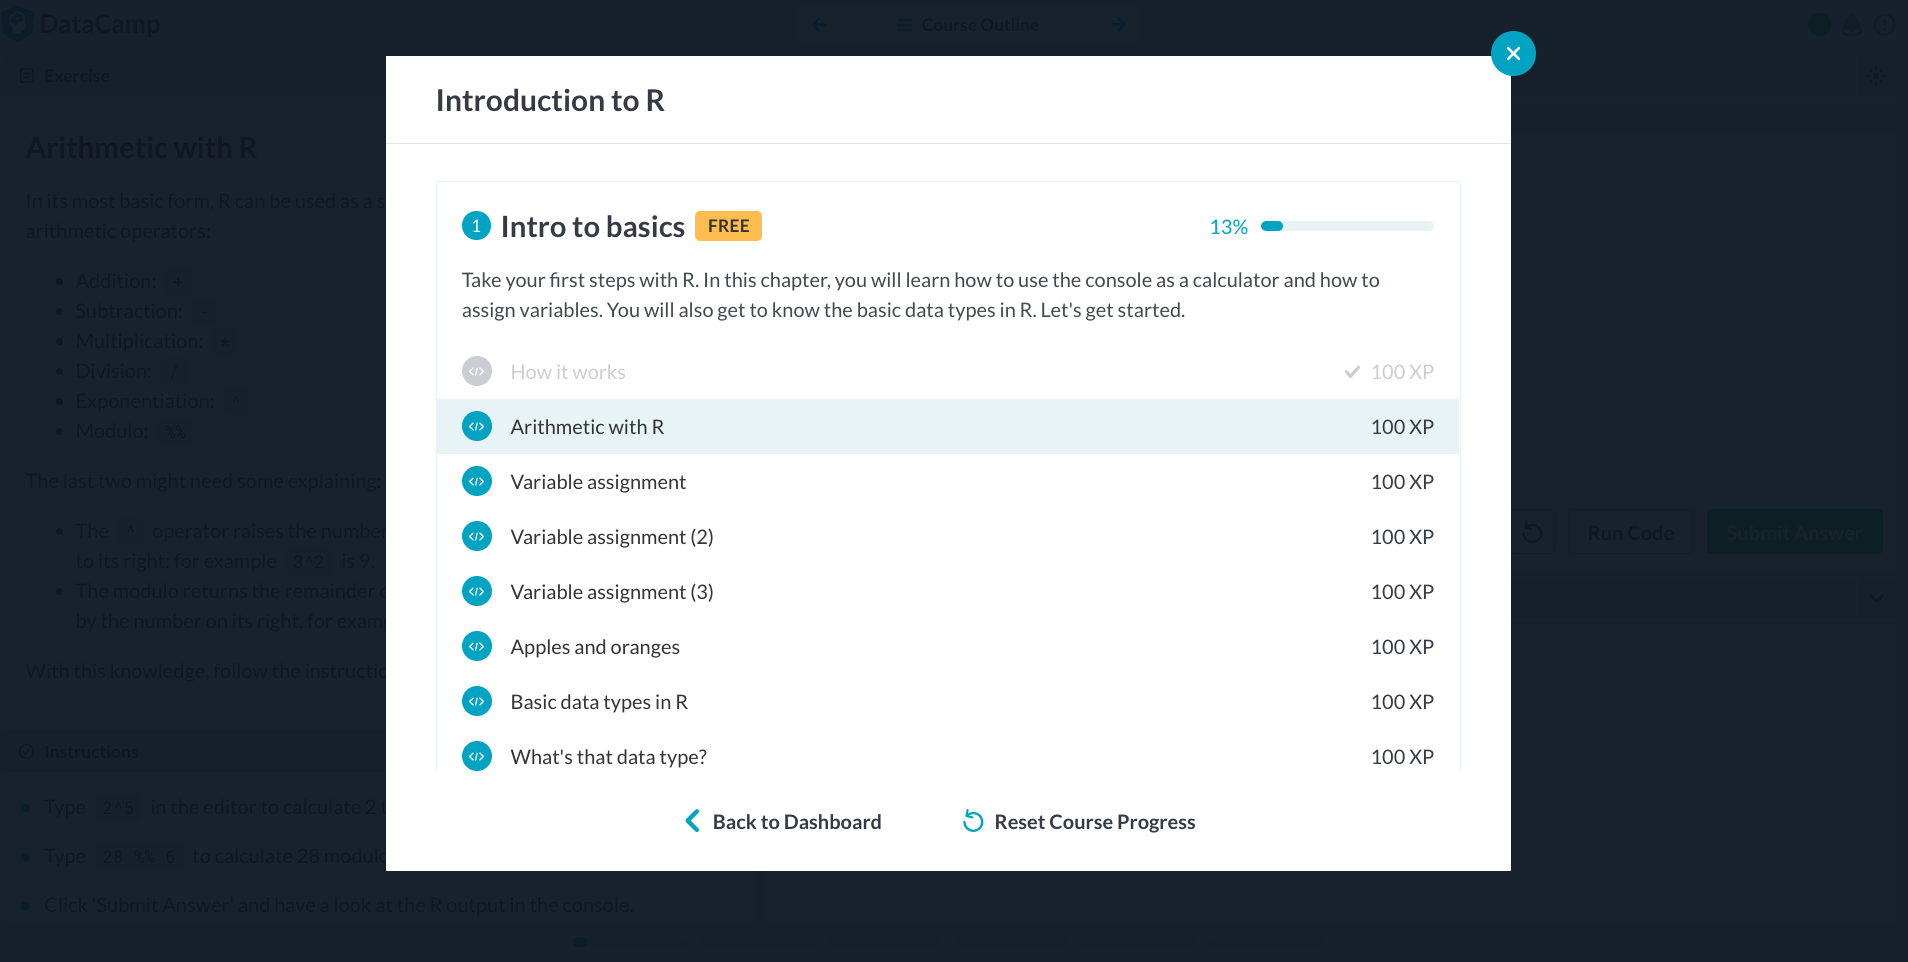 DataCamp
Course Outline
Exercise
Arithmetic with R
In its most basic form, R can be used as a s
arithmetic operators:
Addition: +
Subtraction: -
Multiplication: *
Division: /
Exponentiation: ^
Modulo: %%
The last two might need some explaining:
The ^ operator raises the number
to its right: for example 3^2 is 9.
The modulo returns the remainder
by the number on its right, for exam
With this knowledge, follow the instructio
Instructions
Type 2^5 in the editor to calculate 2
Type 28 %% 6 to calculate 28 modulo
Click 'Submit Answer' and have a look at the R output in the console.
Run Code
Submit Answer
Introduction to R
1 Intro to basics FREE 13%
Take your first steps with R. In this chapter, you will learn how to use the console as a calculator and how to
assign variables. You will also get to know the basic data types in R. Let's get started.
How it works 100 XP
Arithmetic with R 100 XP
Variable assignment 100 XP
Variable assignment (2) 100 XP
Variable assignment (3) 100 XP
Apples and oranges 100 XP
Basic data types in R 100 XP
What's that data type? 100 XP
Back to Dashboard
Reset Course Progress